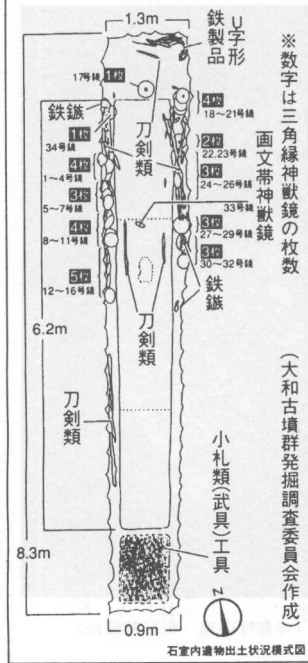 ※数字は三角縁神獣鏡の枚数
(大和古墳群発掘調査委員会作成)
1.3m
U字形
鉄製品
17号鏡
1枚
鉄鏃
1枚
34号鏡
4枚
1〜4号鏡
3枚
5〜7号鏡
4枚
8〜11号鏡
5枚
12〜16号鏡
刀剣類
4枚
18〜21号鏡
2枚
22,23号鏡
3枚
24〜26号鏡
画文帯神獣鏡
33号鏡
3枚
27〜29号鏡
3枚
30〜32号鏡
鉄鏃
刀剣類
刀剣類
6.2m
8.3m
小札類(武具)工具
N
0.9m
石室内遺物出土状況模式図